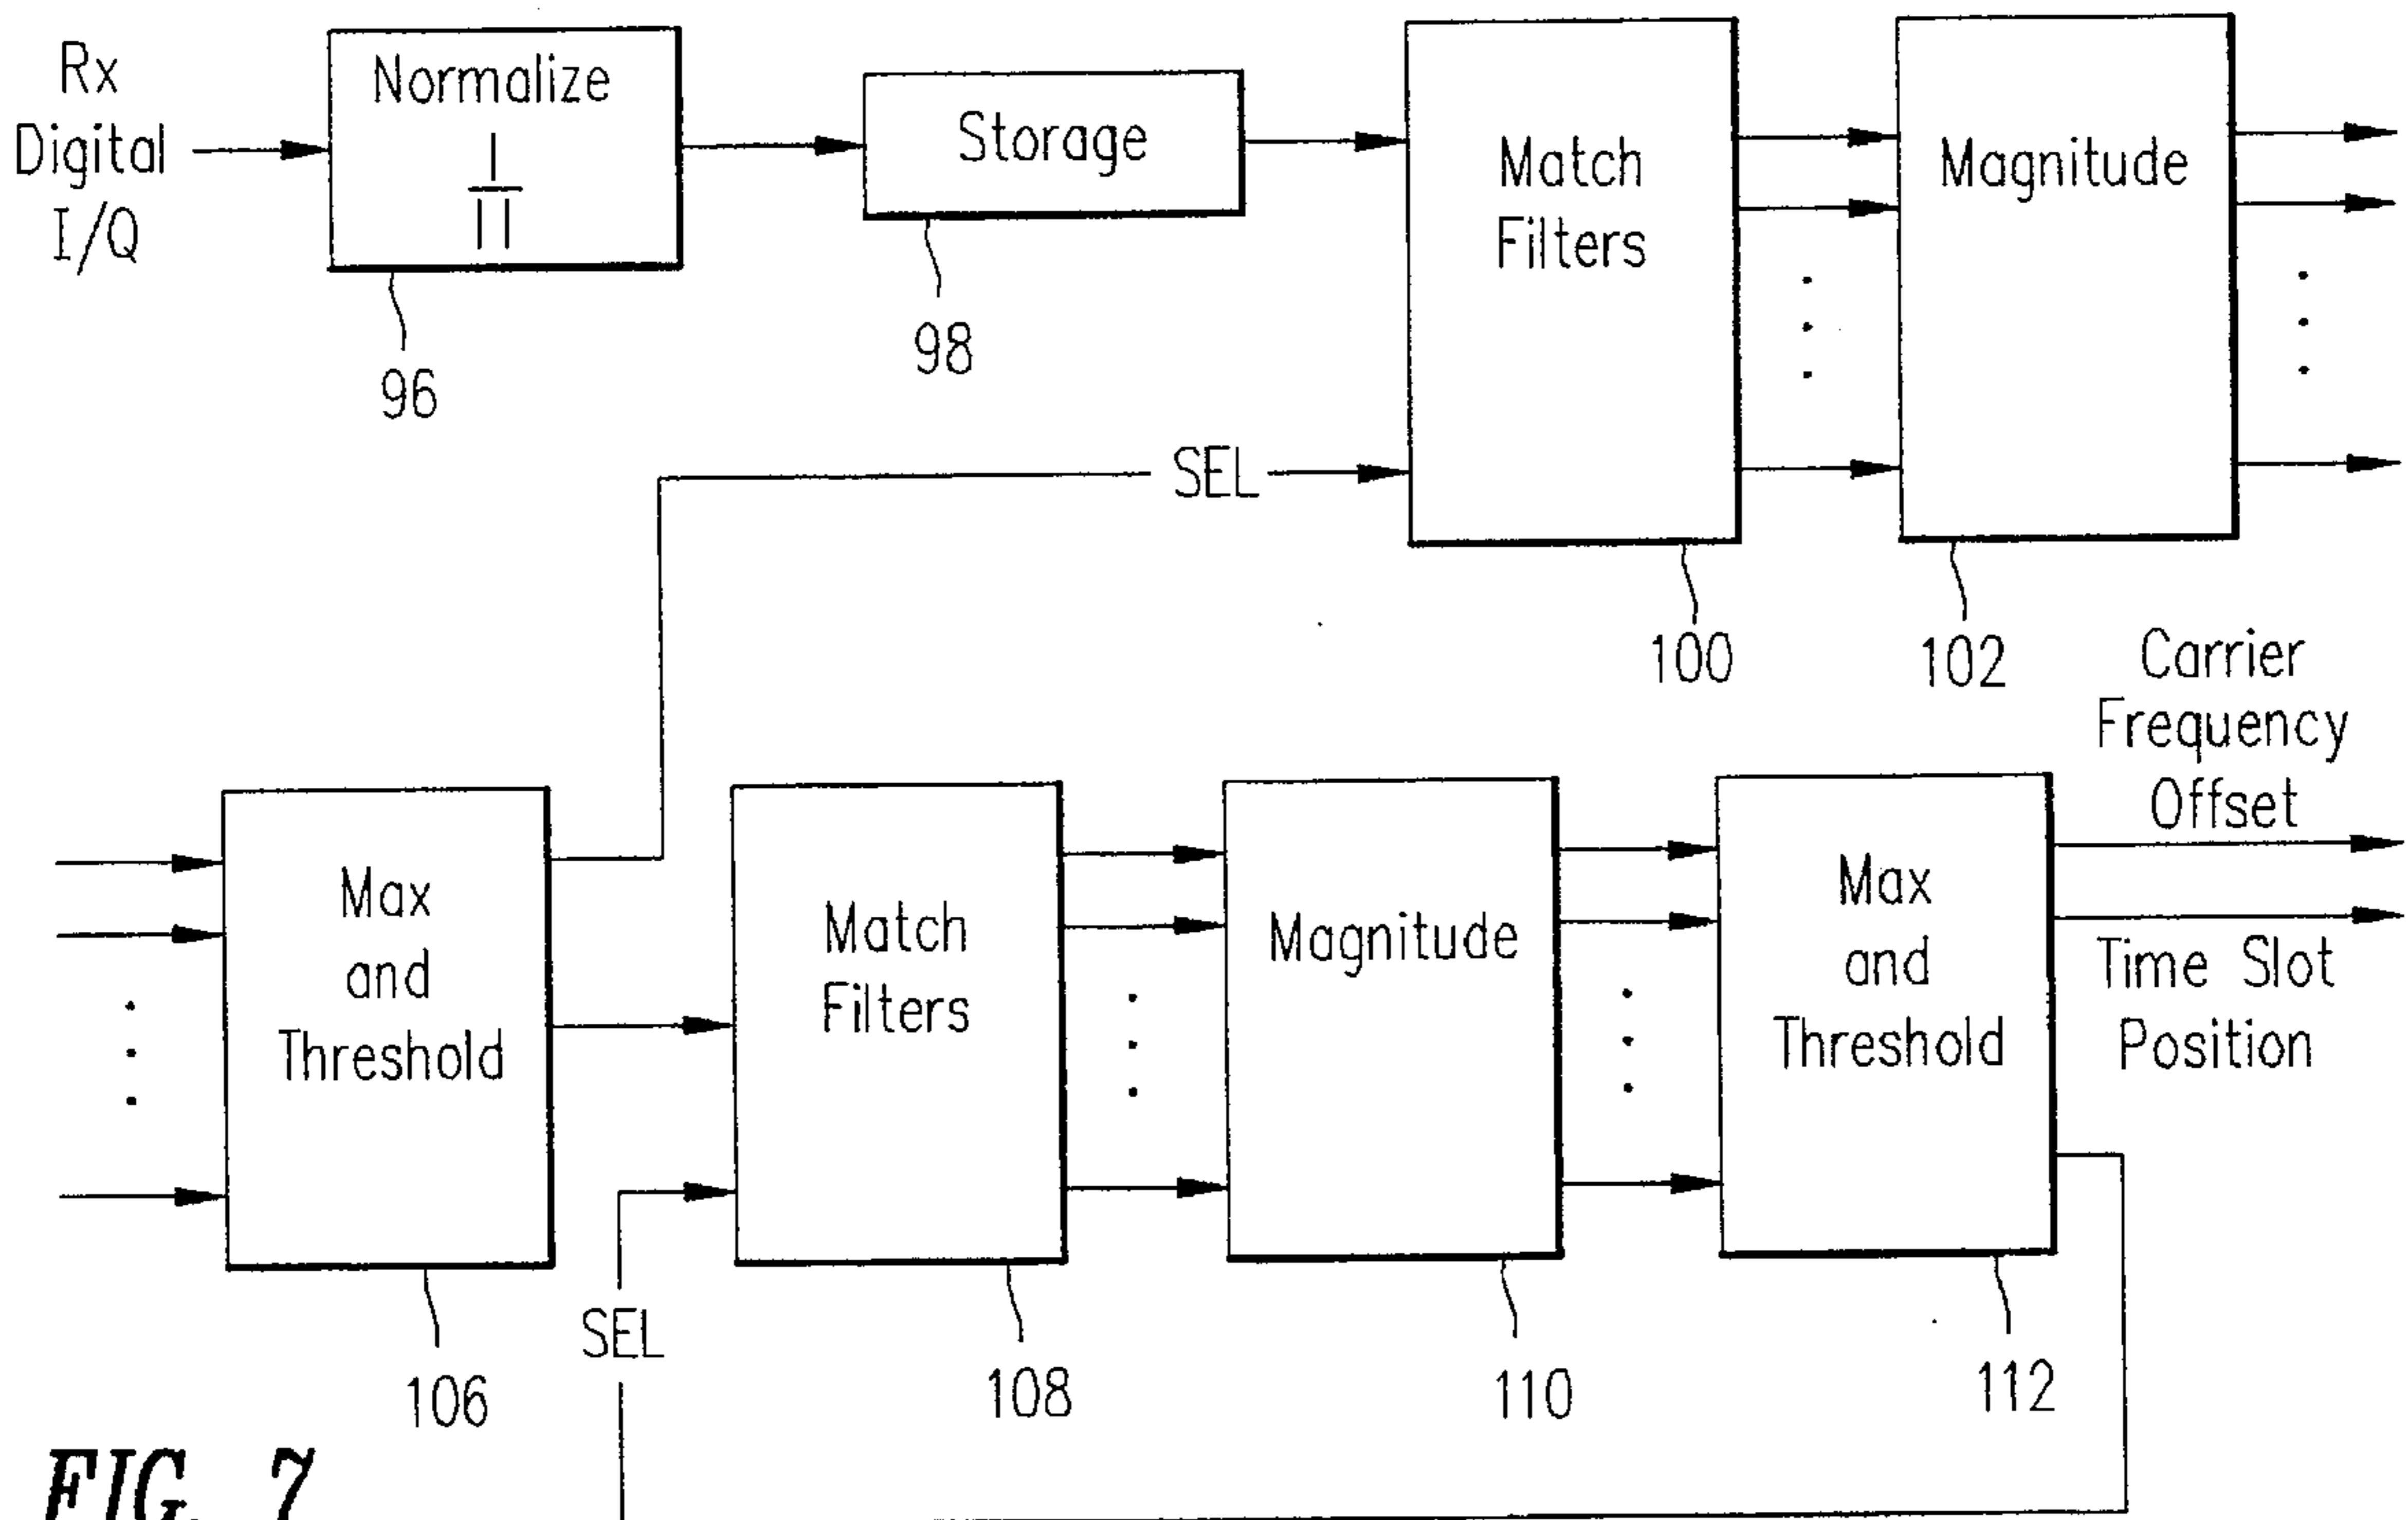 Rx
Digital
I/Q
Normalize
1
||
96
Storage
98
Match
Filters
100
Magnitude
102
SEL
Carrier
Frequency
Offset
Max
and
Threshold
106
SEL
Match
Filters
108
Magnitude
110
Max
and
Threshold
112
Time Slot
Position
FIG. 7